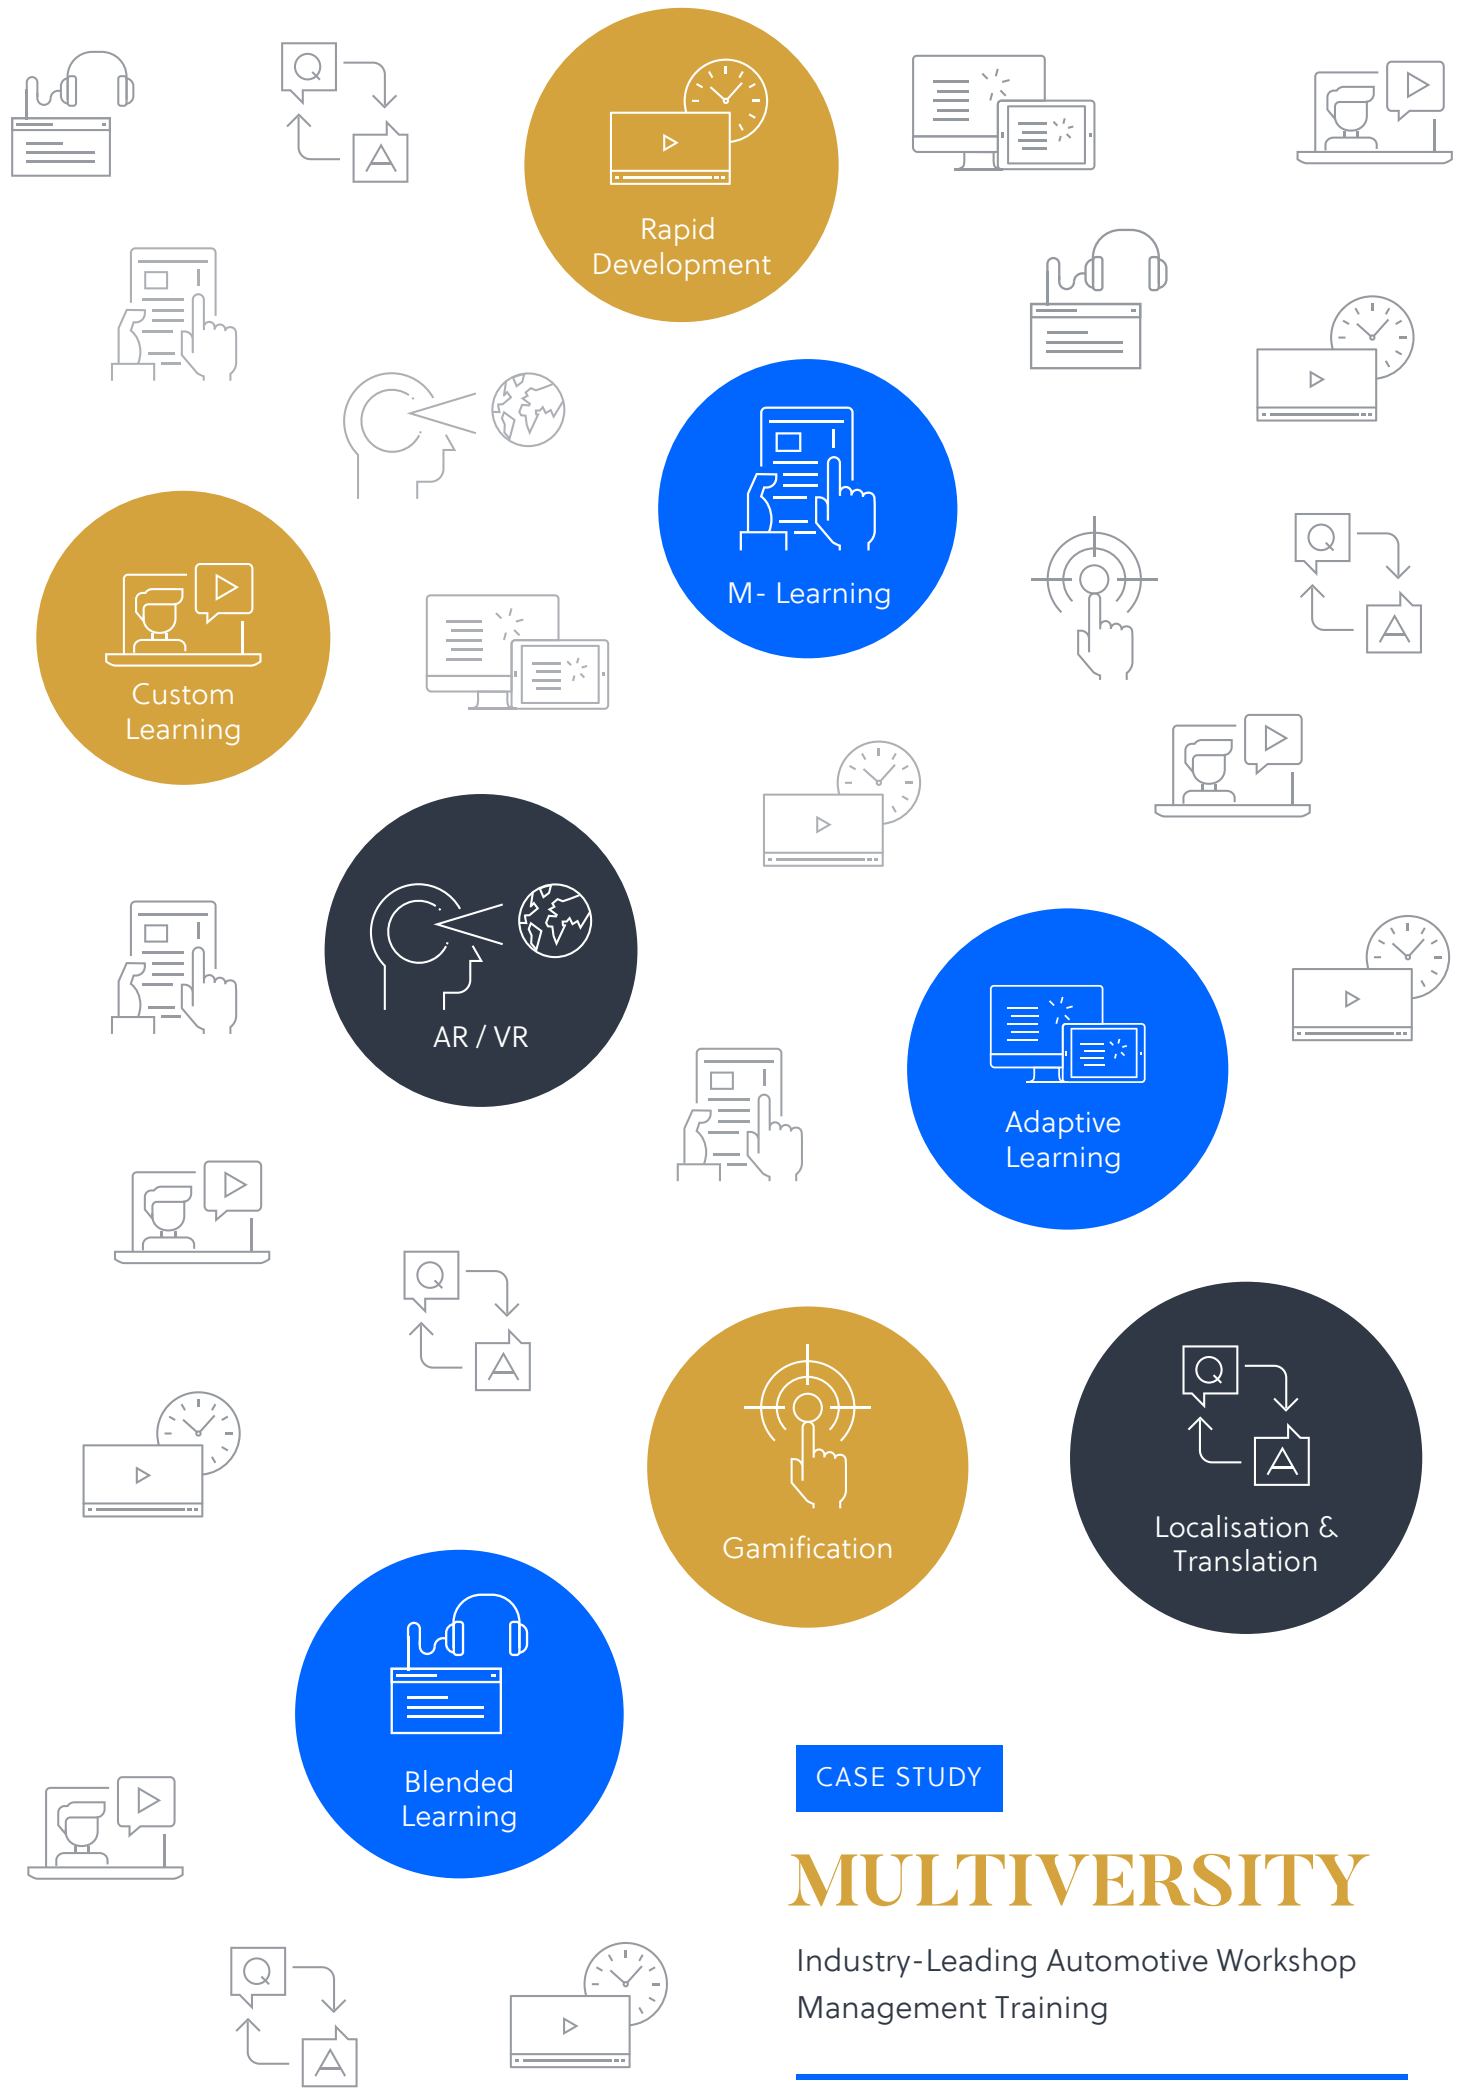 Q
A
Rapid
Development
M- Learning
Q
A
Custom
Learning
AR / VR
Adaptive
Learning
Q
A
Q
A
Gamification
Localisation &
Translation
Blended
Learning
CASE STUDY
MULTIVERSITY
Industry-Leading Automotive Workshop
Management Training
Q
A